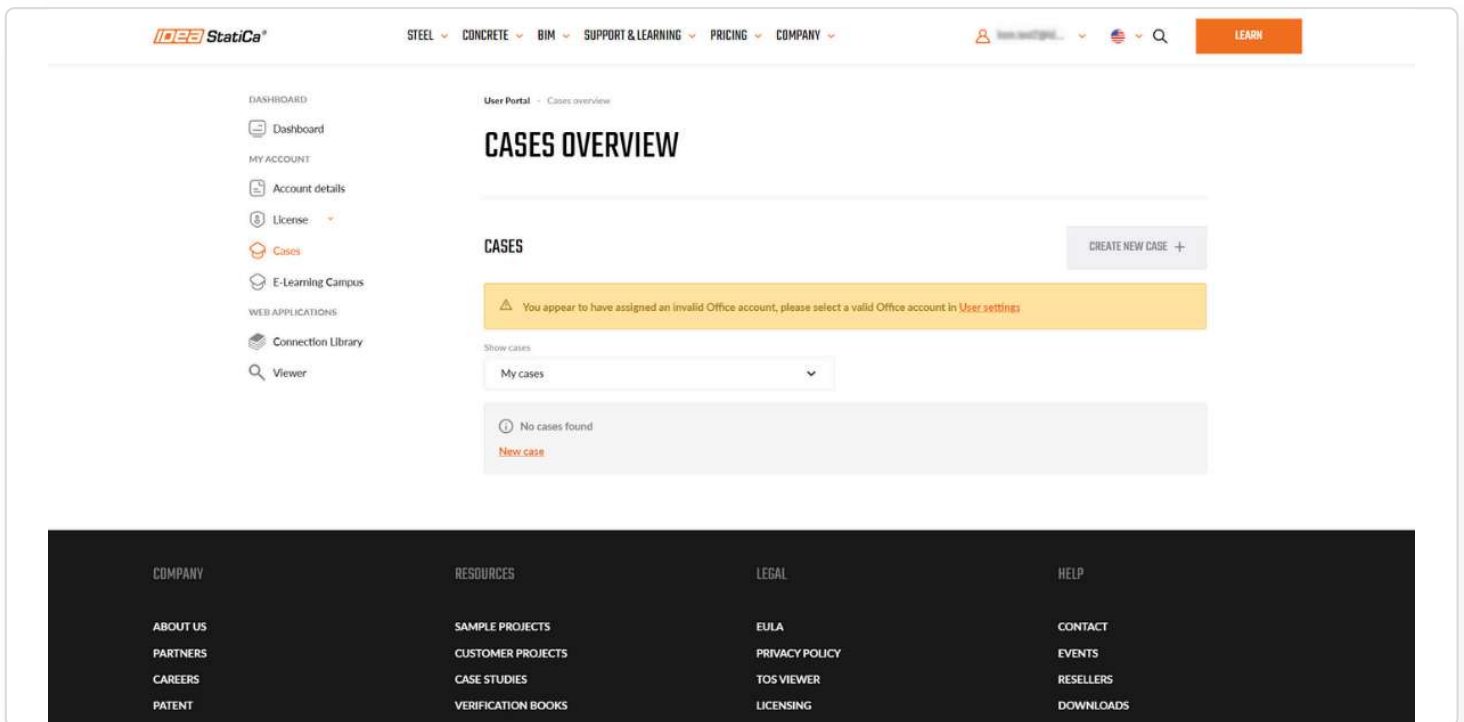 IDEA StatiCa®
STEEL CONCRETE BIM SUPPORT & LEARNING PRICING COMPANY
LEARN
DASHBOARD
Dashboard
MY ACCOUNT
Account details
License
Cases
E-Learning Campus
WEB APPLICATIONS
Connection Library
Viewer
User Portal - Cases overview
CASES OVERVIEW
CASES
CREATE NEW CASE +
You appear to have assigned an invalid Office account, please select a valid Office account in User settings
Show cases
My cases
No cases found
New case
COMPANY
ABOUT US
PARTNERS
CAREERS
PATENT
RESOURCES
SAMPLE PROJECTS
CUSTOMER PROJECTS
CASE STUDIES
VERIFICATION BOOKS
LEGAL
EULA
PRIVACY POLICY
TOS VIEWER
LICENSING
HELP
CONTACT
EVENTS
RESELLERS
DOWNLOADS